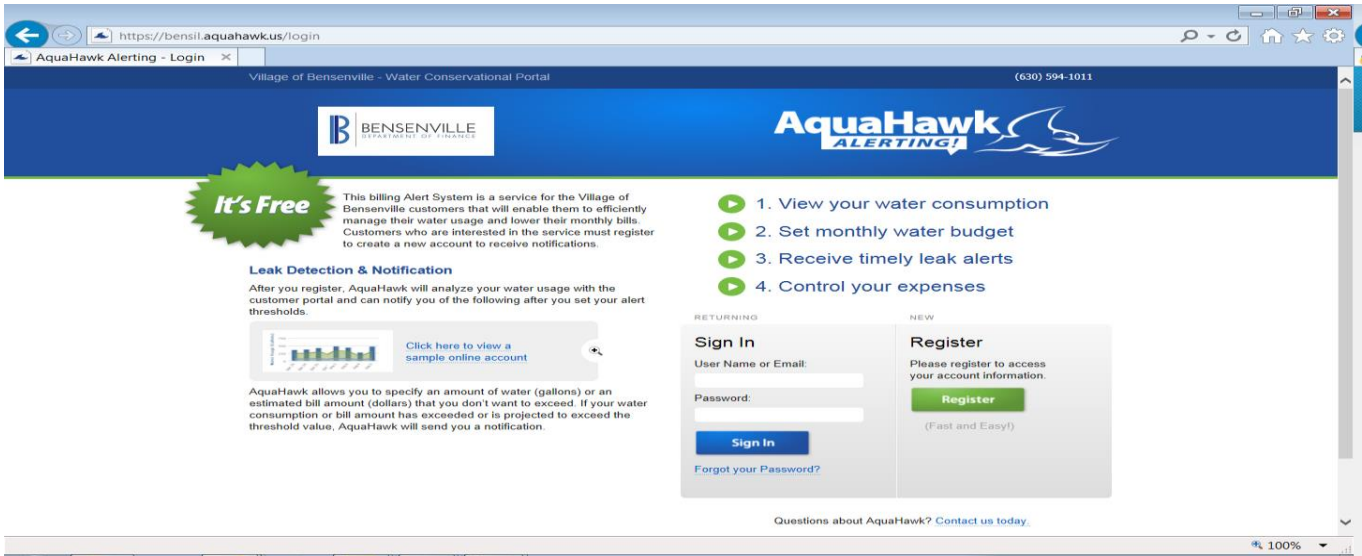 https://bensil.aquahawk.us/login
AquaHawk Alerting - Login
Village of Bensenville - Water Conservational Portal
(630) 594-1011
BENSENVILLE
DEPARTMENT OF FINANCE
AquaHawk
ALERTING!
It's Free
This billing Alert System is a service for the Village of
Bensenville customers that will enable them to efficiently
manage their water usage and lower their monthly bills.
Customers who are interested in the service must register
to create a new account to receive notifications.
Leak Detection & Notification
After you register, AquaHawk will analyze your water usage with the
customer portal and can notify you of the following after you set your alert
thresholds.
Click here to view a
sample online account
AquaHawk allows you to specify an amount of water (gallons) or an
estimated bill amount (dollars) that you don't want to exceed. If your water
consumption or bill amount has exceeded or is projected to exceed the
threshold value, AquaHawk will send you a notification.
1. View your water consumption
2. Set monthly water budget
3. Receive timely leak alerts
4. Control your expenses
RETURNING
Sign In
User Name or Email:
Password:
Sign In
Forgot your Password?
NEW
Register
Please register to access
your account information.
Register
(Fast and Easy!)
Questions about AquaHawk? Contact us today.
100%